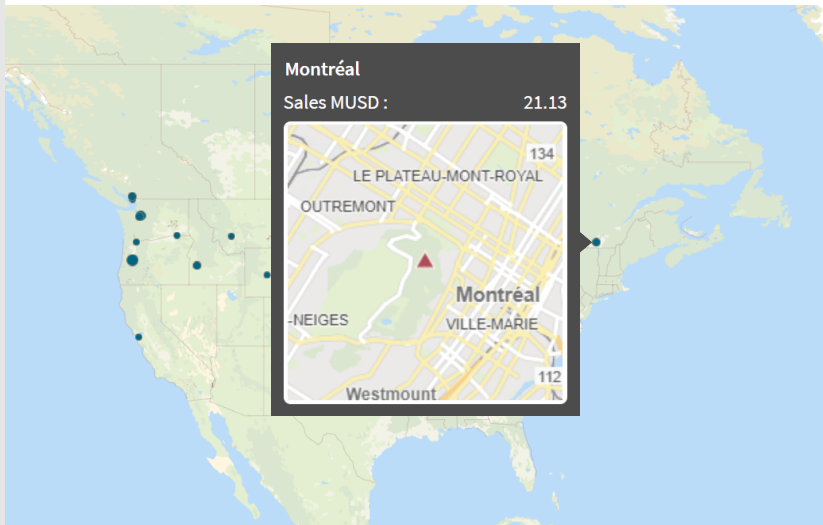 Montréal
Sales MUSD : 21.13
134
LE PLATEAU-MONT-ROYAL
OUTREMONT
Montréal
-NEIGES
VILLE-MARIE
112
Westmount